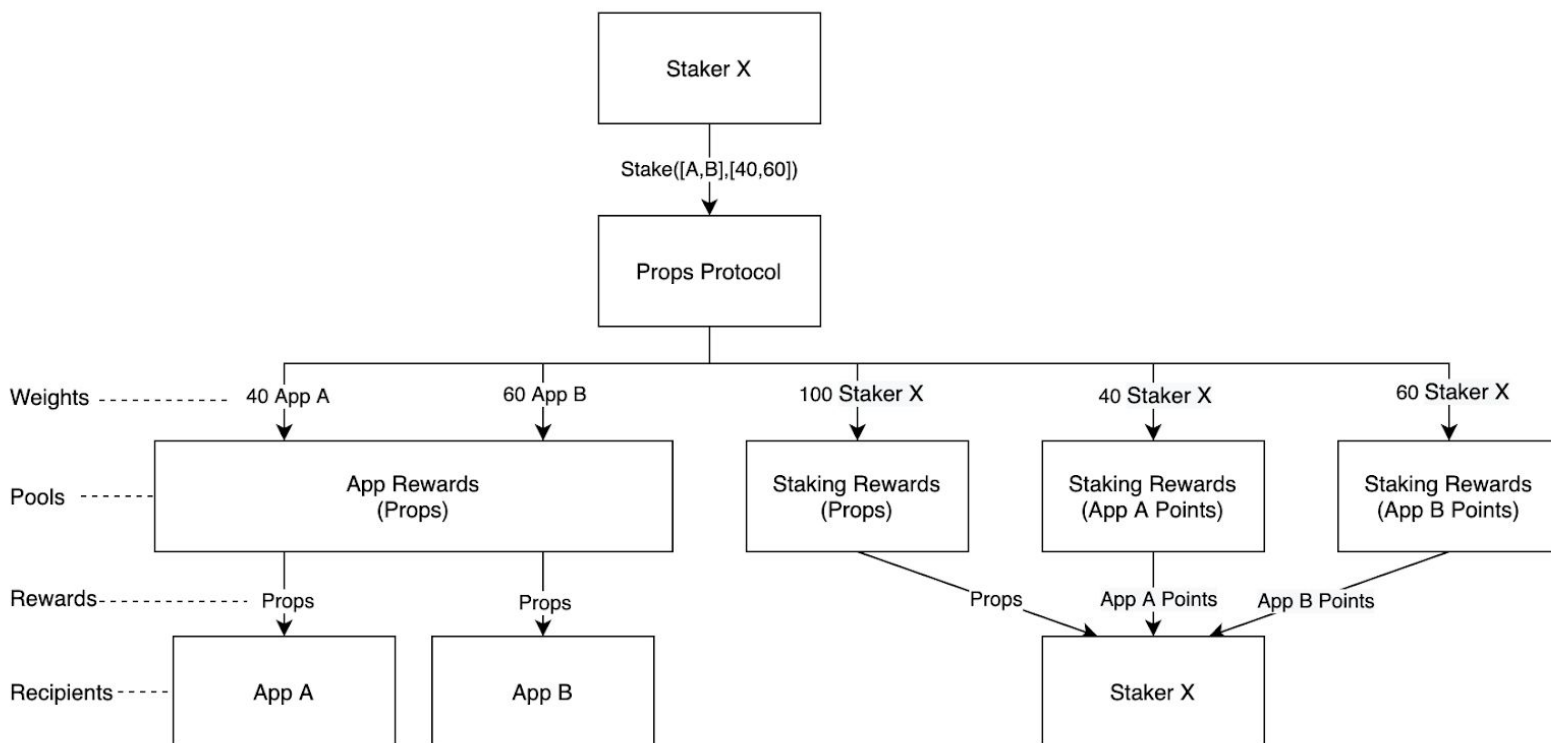 Staker X
Stake([A,B],[40,60])
Props Protocol
Weights
40 App A
60 App B
100 Staker X
40 Staker X
60 Staker X
Pools
App Rewards
(Props)
Staking Rewards
(Props)
Staking Rewards
(App A Points)
Staking Rewards
(App B Points)
Rewards
Props
Props
Props
App A Points
App B Points
Recipients
App A
App B
Staker X